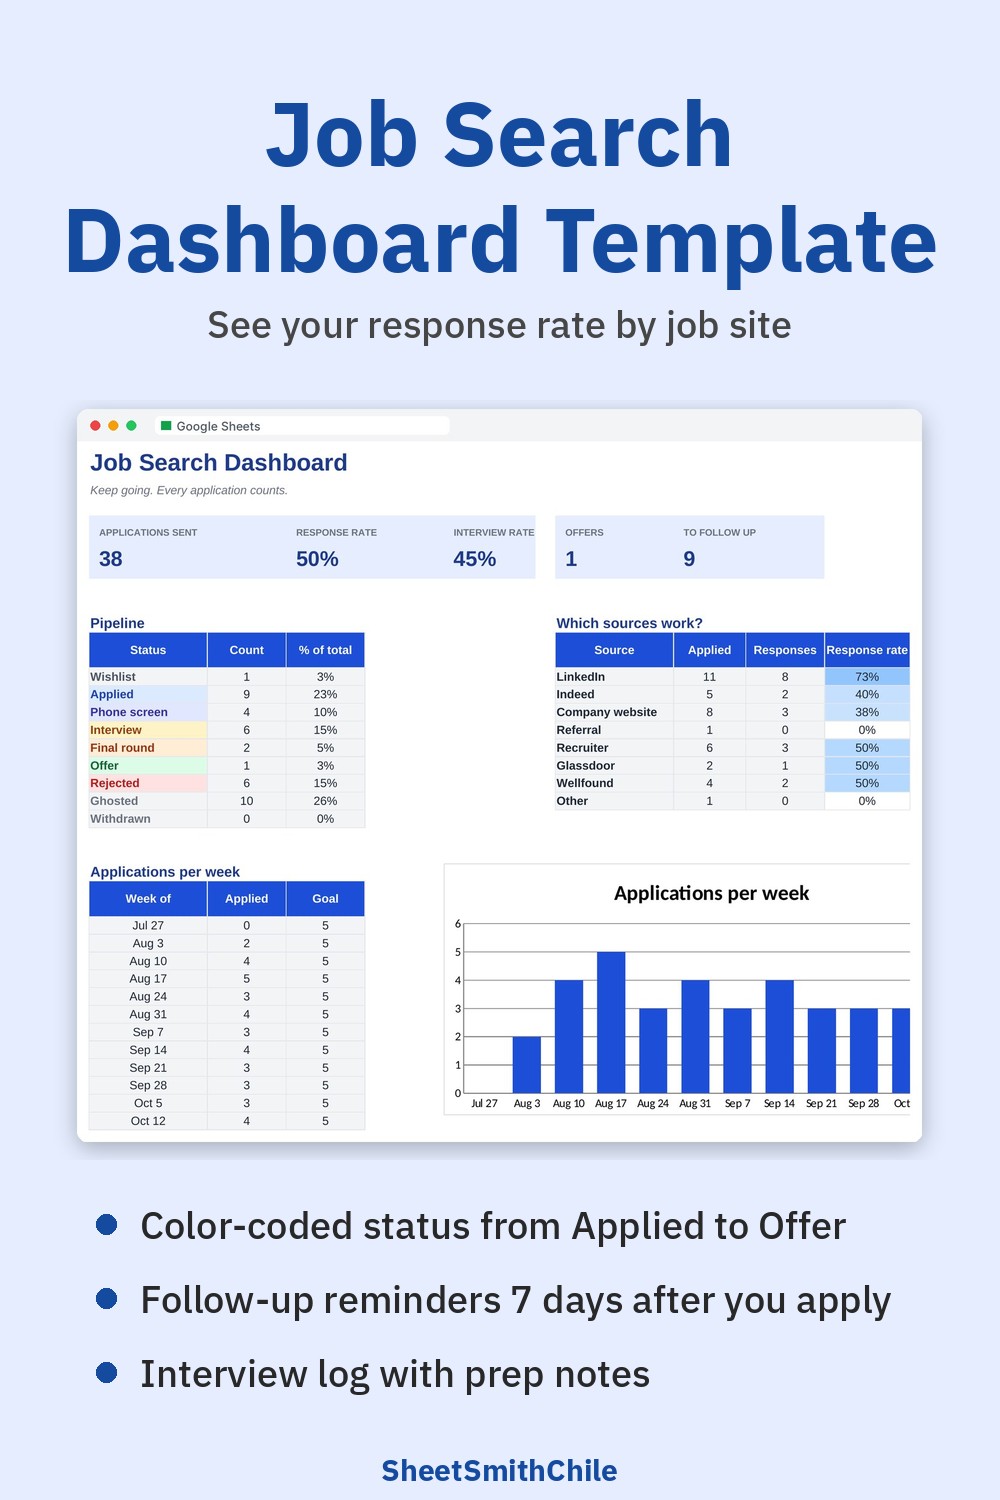 Job Search
Dashboard Template
See your response rate by job site
Google Sheets
Job Search Dashboard
Keep going. Every application counts.
APPLICATIONS SENT RESPONSE RATE INTERVIEW RATE OFFERS TO FOLLOW UP
38 50% 45% 1 9
Pipeline
Status Count % of total
Wishlist 1 3%
Applied 9 23%
Phone screen 4 10%
Interview 6 15%
Final round 2 5%
Offer 1 3%
Rejected 6 15%
Ghosted 10 26%
Withdrawn 0 0%
Which sources work?
Source Applied Responses Response rate
LinkedIn 11 8 73%
Indeed 5 2 40%
Company website 8 3 38%
Referral 1 0 0%
Recruiter 6 3 50%
Glassdoor 2 1 50%
Wellfound 4 2 50%
Other 1 0 0%
Applications per week
Week of Applied Goal
Jul 27 0 5
Aug 3 2 5
Aug 10 4 5
Aug 17 5 5
Aug 24 3 5
Aug 31 4 5
Sep 7 3 5
Sep 14 4 5
Sep 21 3 5
Sep 28 3 5
Oct 5 3 5
Oct 12 4 5
Applications per week
6
5
4
3
2
1
0
Jul 27 Aug 3 Aug 10 Aug 17 Aug 24 Aug 31 Sep 7 Sep 14 Sep 21 Sep 28 Oct
Color-coded status from Applied to Offer
Follow-up reminders 7 days after you apply
Interview log with prep notes
SheetSmithChile